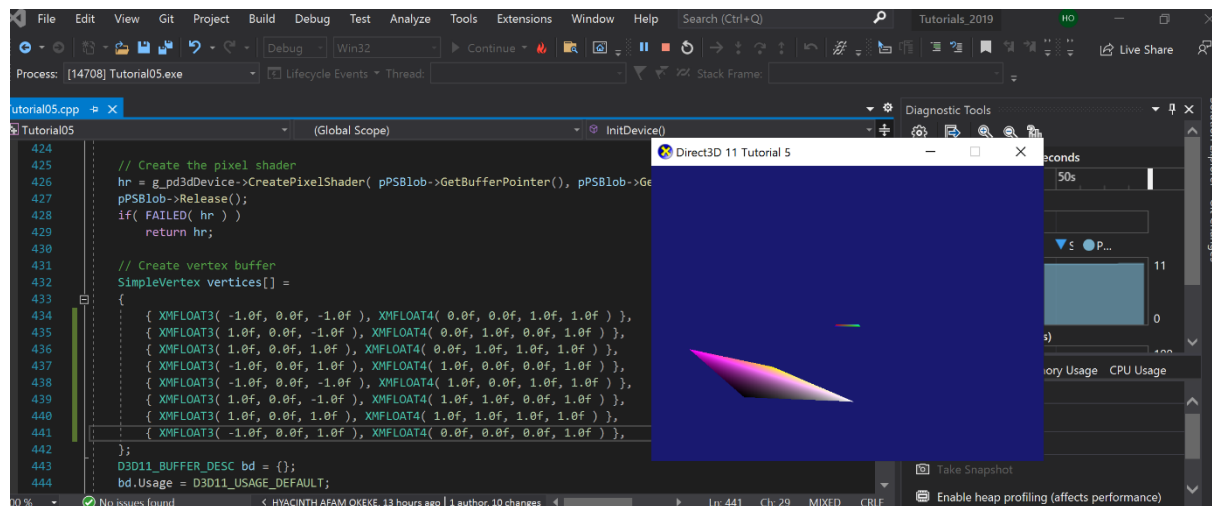 File Edit View Git Project Build Debug Test Analyze Tools Extensions Window Help Search (Ctrl+Q) Tutorials_2019 HO
Debug Win32 Continue Live Share
Process: [14708] Tutorial05.exe Lifecycle Events Thread: Stack Frame:
Tutorial05.cpp Diagnostic Tools
Tutorial05 (Global Scope) InitDevice()
Direct3D 11 Tutorial 5
50s
11
0
Memory Usage CPU Usage
Take Snapshot
Enable heap profiling (affects performance)
424
425 // Create the pixel shader
426 hr = g_pd3dDevice->CreatePixelShader( pPSBlob->GetBufferPointer(), pPSBlob->Ge
427 pPSBlob->Release();
428 if( FAILED( hr ) )
429 return hr;
430
431 // Create vertex buffer
432 SimpleVertex vertices[] =
433 {
434 { XMFLOAT3( -1.0f, 0.0f, -1.0f ), XMFLOAT4( 0.0f, 0.0f, 1.0f, 1.0f ) },
435 { XMFLOAT3( 1.0f, 0.0f, -1.0f ), XMFLOAT4( 0.0f, 1.0f, 0.0f, 1.0f ) },
436 { XMFLOAT3( 1.0f, 0.0f, 1.0f ), XMFLOAT4( 0.0f, 1.0f, 1.0f, 1.0f ) },
437 { XMFLOAT3( -1.0f, 0.0f, 1.0f ), XMFLOAT4( 1.0f, 0.0f, 0.0f, 1.0f ) },
438 { XMFLOAT3( -1.0f, 0.0f, -1.0f ), XMFLOAT4( 1.0f, 0.0f, 1.0f, 1.0f ) },
439 { XMFLOAT3( 1.0f, 0.0f, -1.0f ), XMFLOAT4( 1.0f, 1.0f, 0.0f, 1.0f ) },
440 { XMFLOAT3( 1.0f, 0.0f, 1.0f ), XMFLOAT4( 1.0f, 1.0f, 1.0f, 1.0f ) },
441 { XMFLOAT3( -1.0f, 0.0f, 1.0f ), XMFLOAT4( 0.0f, 0.0f, 0.0f, 1.0f ) },
442 };
443 D3D11_BUFFER_DESC bd = {};
444 bd.Usage = D3D11_USAGE_DEFAULT;
No issues found HYACINTH AFAM OKEKE, 13 hours ago | 1 author, 10 changes Ln: 441 Ch: 29 MIXED CRLF